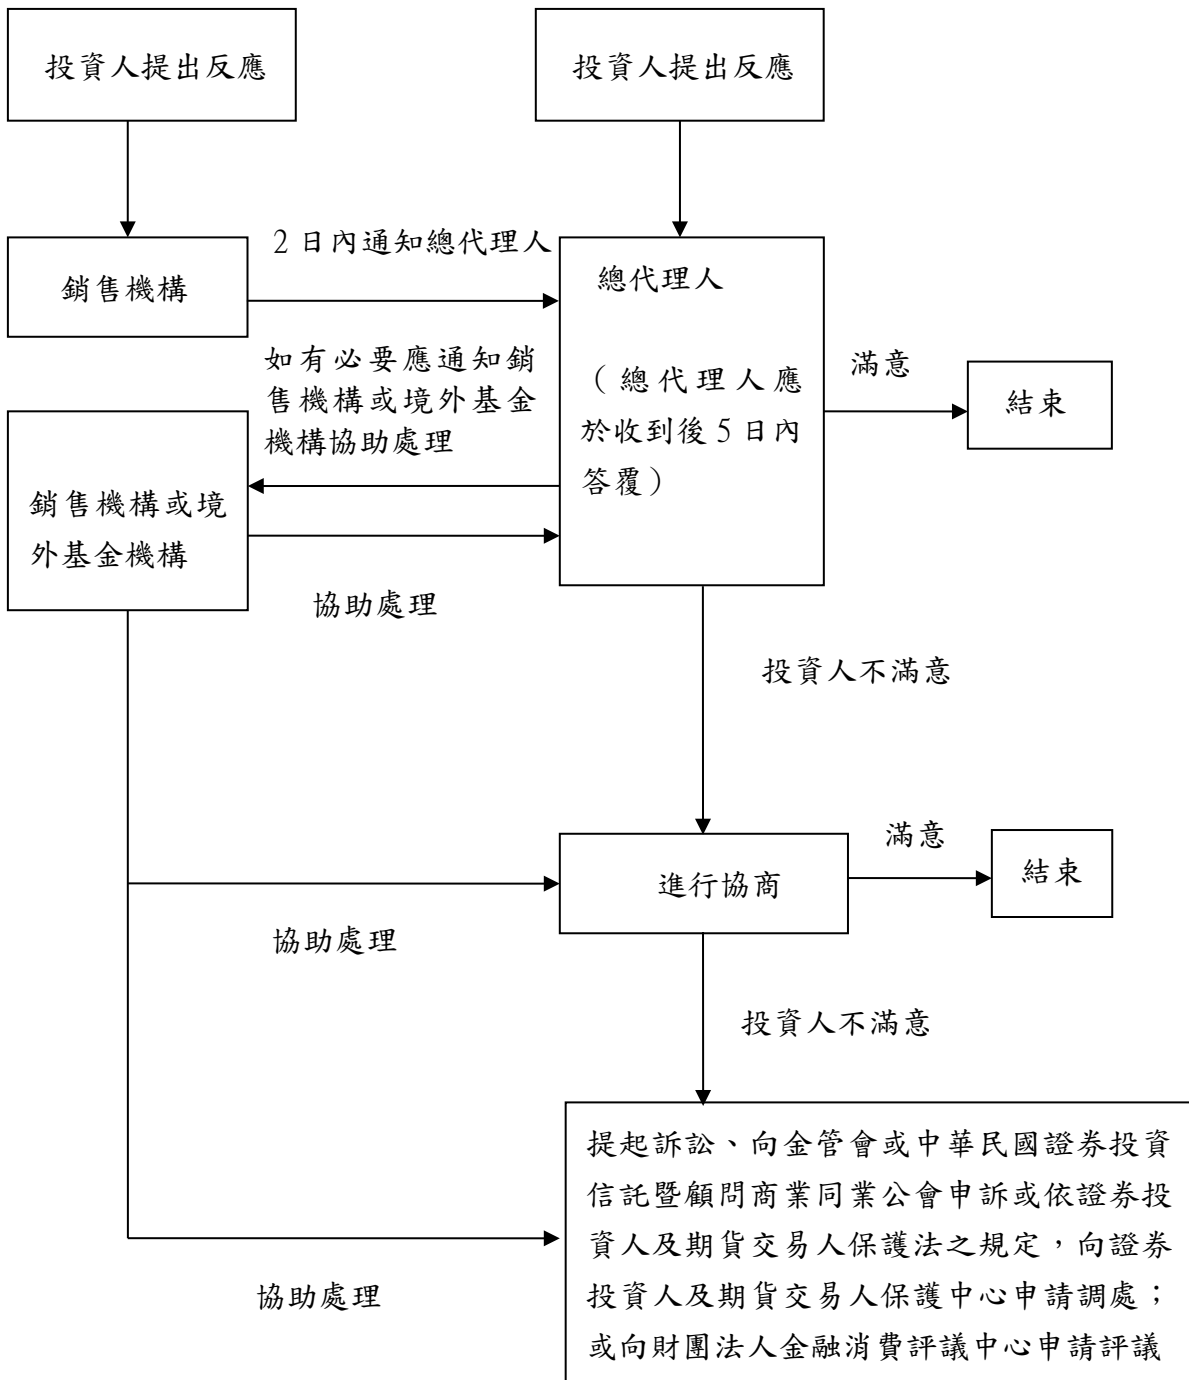 投資人提出反應
投資人提出反應
2 日內通知總代理人
銷售機構
總代理人
如有必要應通知銷
售機構或境外基金
機構協助處理
（總代理人應
於收到後 5 日內
答覆）
滿意
結束
銷售機構或境
外基金機構
協助處理
投資人不滿意
進行協商
滿意
結束
協助處理
投資人不滿意
提起訴訟、向金管會或中華民國證券投資
信託暨顧問商業同業公會申訴或依證券投
資人及期貨交易人保護法之規定，向證券
投資人及期貨交易人保護中心申請調處；
或向財團法人金融消費評議中心申請評議
協助處理